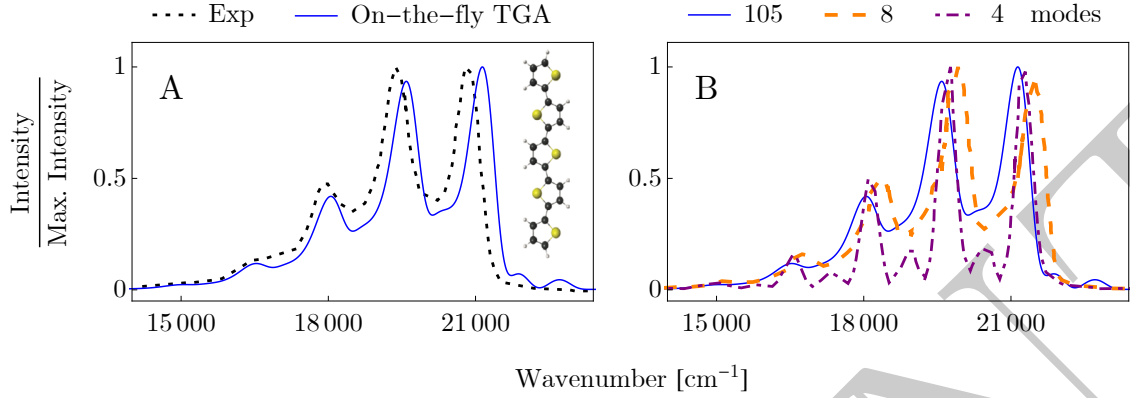 Exp On−the−fly TGA 105 8 4 modes
A B
Intensity
Max. Intensity
1 1
0.5 0.5
0 0
15 000 18 000 21 000 15 000 18 000 21 000
Wavenumber [cm⁻¹]